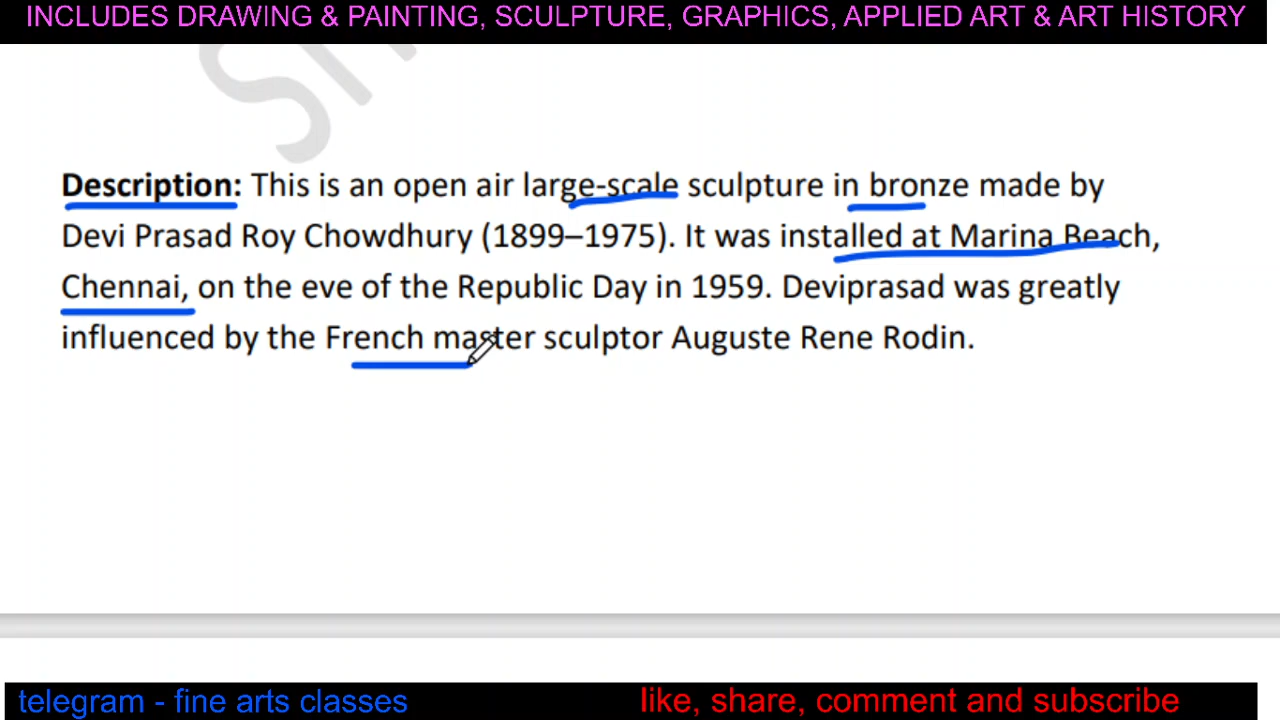 INCLUDES DRAWING & PAINTING, SCULPTURE, GRAPHICS, APPLIED ART & ART HISTORY
Description: This is an open air large-scale sculpture in bronze made by
Devi Prasad Roy Chowdhury (1899–1975). It was installed at Marina Beach,
Chennai, on the eve of the Republic Day in 1959. Deviprasad was greatly
influenced by the French master sculptor Auguste Rene Rodin.
telegram - fine arts classes
like, share, comment and subscribe